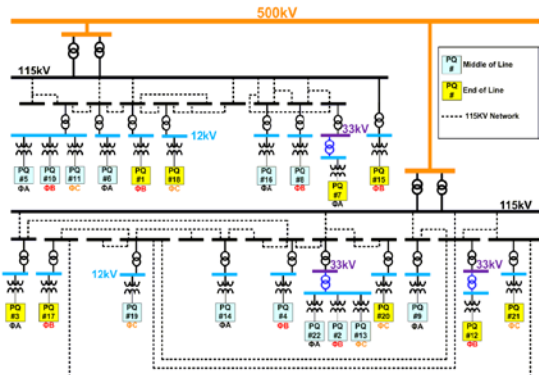 500kV
115kV
PQ # Middle of Line
PQ # End of Line
115KV Network
12kV
33kV
PQ #5 ΦA
PQ #10 ΦB
PQ #11 ΦC
PQ #6 ΦA
PQ #1 ΦB
PQ #18 ΦC
PQ #16 ΦA
PQ #8 ΦB
PQ #7 ΦA
PQ #15 ΦB
115kV
12kV
33kV
33kV
PQ #3 ΦA
PQ #17 ΦB
PQ #19 ΦC
PQ #14 ΦA
PQ #4 ΦB
PQ #22 ΦA
PQ #2 ΦB
PQ #13 ΦC
PQ #20 ΦC
PQ #9 ΦA
PQ #12 ΦB
PQ #21 ΦC